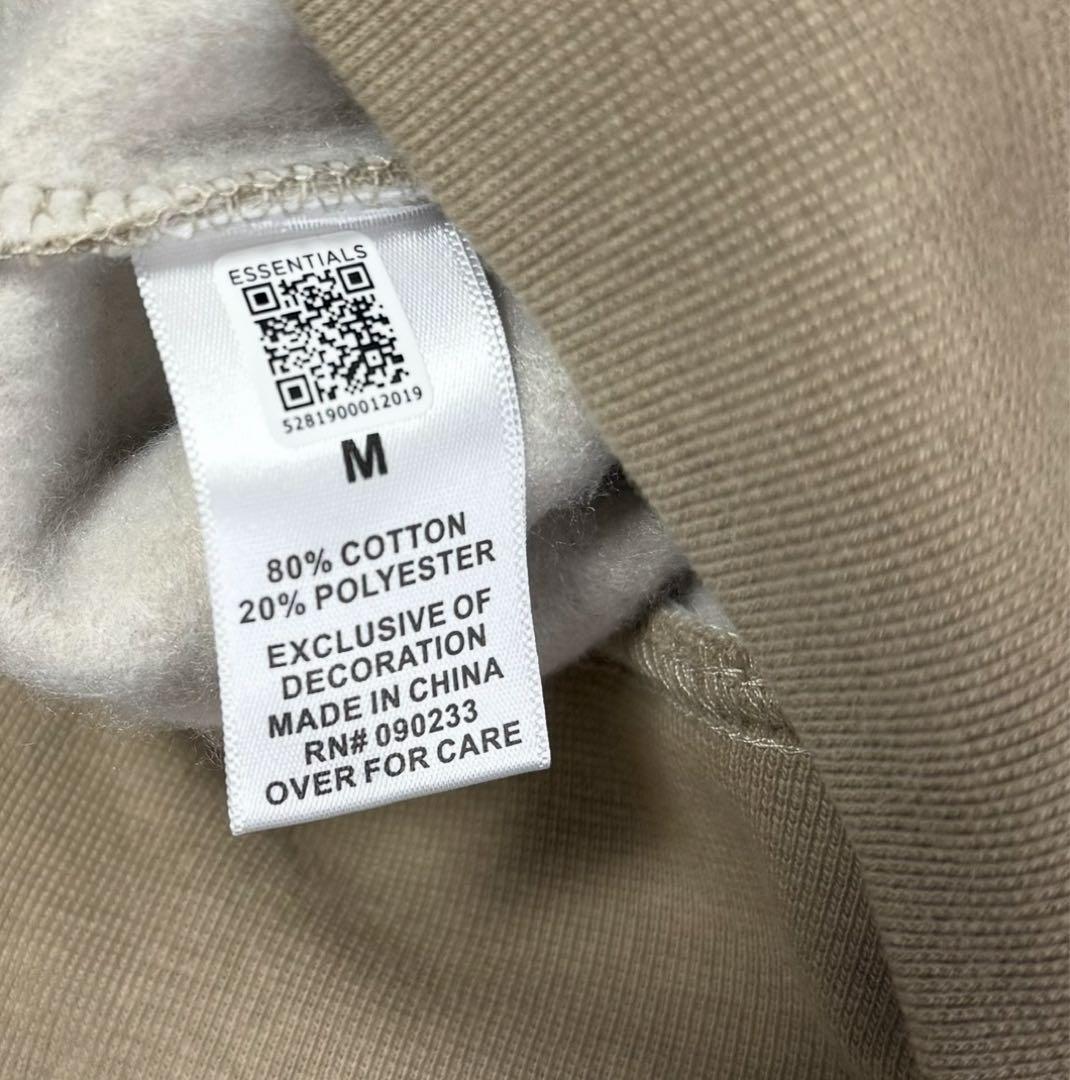 ESSENTIALS
5281900012019
M
80% COTTON
20% POLYESTER
EXCLUSIVE OF
DECORATION
MADE IN CHINA
RN# 090233
OVER FOR CARE